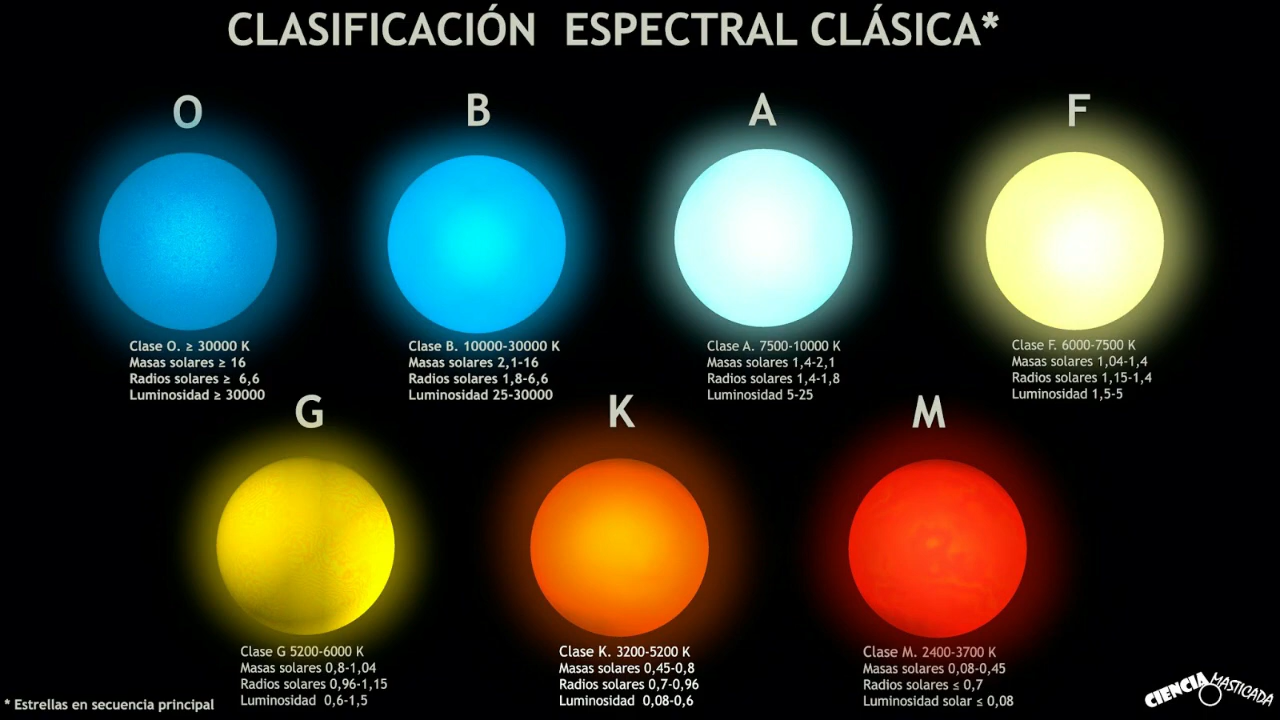 CLASIFICACIÓN ESPECTRAL CLÁSICA*
O
Clase O. ≥ 30000 K
Masas solares ≥ 16
Radios solares ≥ 6,6
Luminosidad ≥ 30000
B
Clase B. 10000-30000 K
Masas solares 2,1-16
Radios solares 1,8-6,6
Luminosidad 25-30000
A
Clase A. 7500-10000 K
Masas solares 1,4-2,1
Radios solares 1,4-1,8
Luminosidad 5-25
F
Clase F. 6000-7500 K
Masas solares 1,04-1,4
Radios solares 1,15-1,4
Luminosidad 1,5-5
G
Clase G 5200-6000 K
Masas solares 0,8-1,04
Radios solares 0,96-1,15
Luminosidad 0,6-1,5
K
Clase K. 3200-5200 K
Masas solares 0,45-0,8
Radios solares 0,7-0,96
Luminosidad 0,08-0,6
M
Clase M. 2400-3700 K
Masas solares 0,08-0,45
Radios solares ≤ 0,7
Luminosidad solar ≤ 0,08
* Estrellas en secuencia principal
CIENCIA MASTICADA